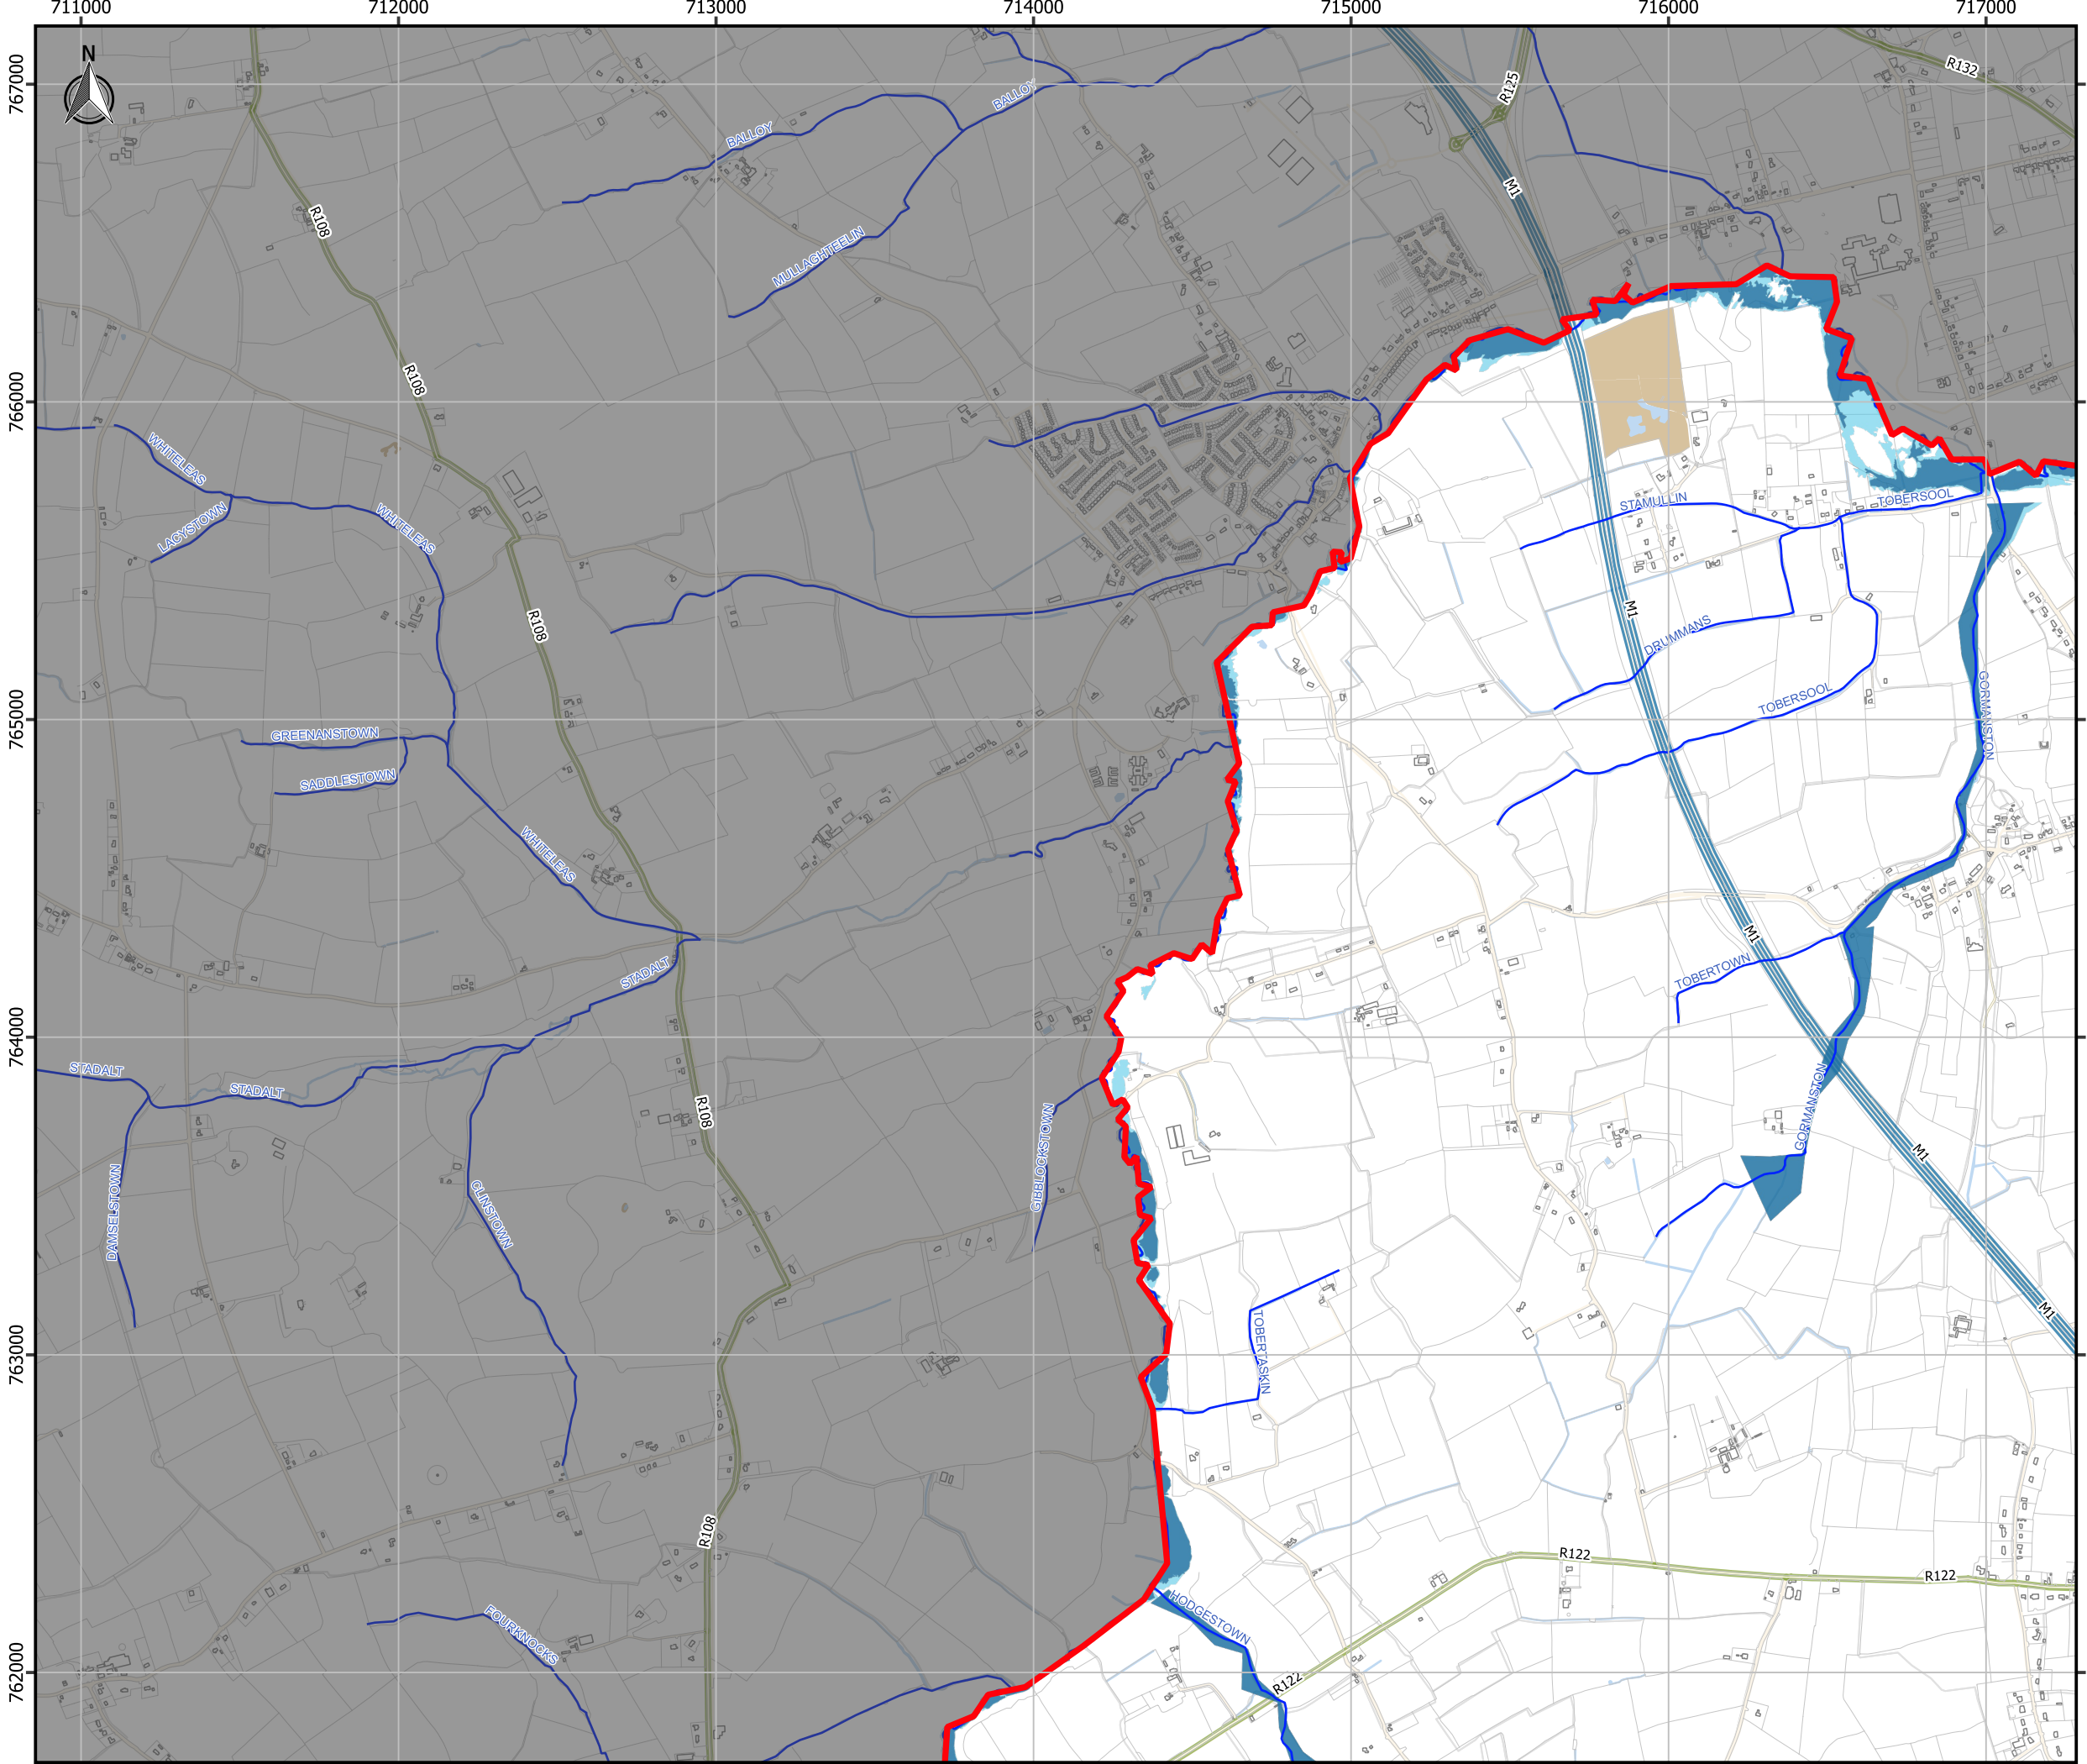 711000 712000 713000 714000 715000 716000 717000
N
767000
R132
R125
BALLOY
BALLOY
M1
R108
MULLAGHTEELIN
R108
766000
WHITELEAS
LACYSTOWN
WHITELEAS
STAMULLIN
TOBERSOOL
R108
M1
DRUMMANS
765000
GREENANSTOWN
SADDLESTOWN
TOBERSOOL
GORMANSTON
WHITELEAS
M1
STADALT
TOBERTOWN
764000
STADALT
STADALT
R108
GORMANSTON
DAMSELSTOWN
CLINSTOWN
GIBBLOCKSTOWN
M1
763000
TOBERTASKIN
M1
R108
R122
R122
FOURKNOCKS
HODGESTOWN
762000
R122